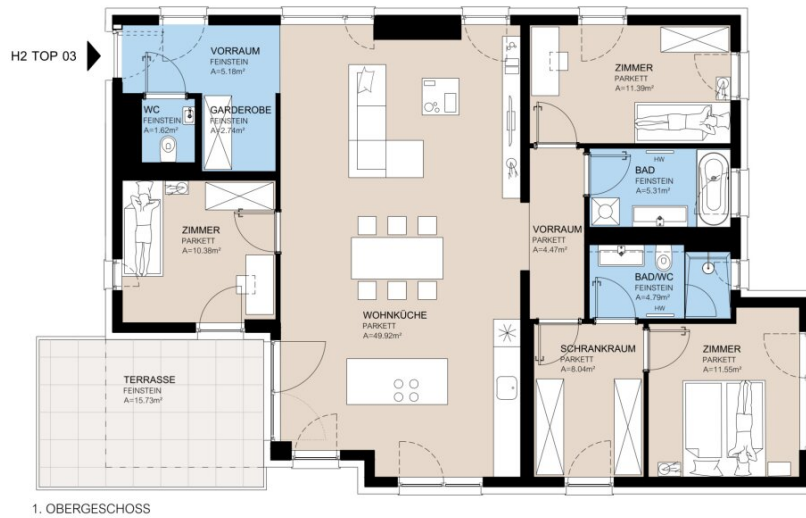 H2 TOP 03
VORRAUM
FEINSTEIN
A=5.18m²
WC
FEINSTEIN
A=1.62m²
GARDEROBE
FEINSTEIN
A=2.74m²
ZIMMER
PARKETT
A=11.39m²
HW
BAD
FEINSTEIN
A=5.31m²
ZIMMER
PARKETT
A=10.38m²
VORRAUM
PARKETT
A=4.47m²
BAD/WC
FEINSTEIN
A=4.79m²
HW
WOHNKÜCHE
PARKETT
A=49.92m²
SCHRANKRAUM
PARKETT
A=8.04m²
ZIMMER
PARKETT
A=11.55m²
TERRASSE
FEINSTEIN
A=15.73m²
1. OBERGESCHOSS